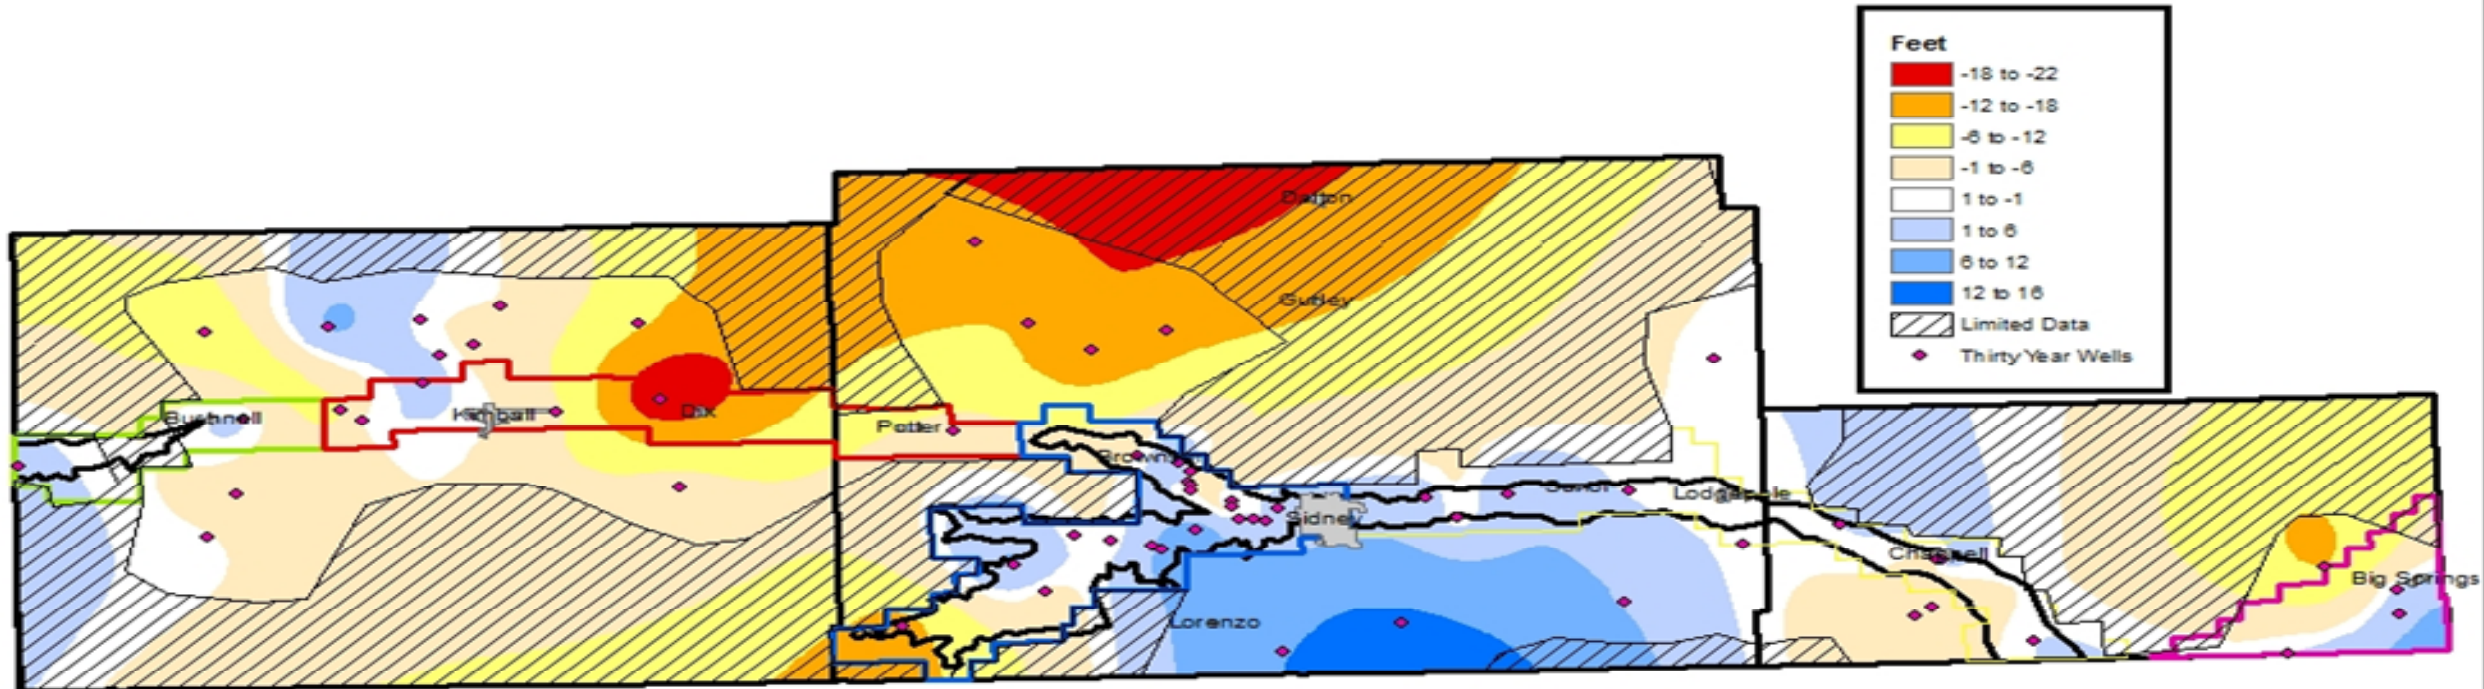 Feet
-18 to -22
-12 to -18
-6 to -12
-1 to -6
1 to -1
1 to 6
6 to 12
12 to 16
Limited Data
Thirty Year Wells
Dalton
Gurley
Bushnell
Kimball
Dix
Potter
Sidney
Lodgepole
Chappell
Big Springs
Lorenzo